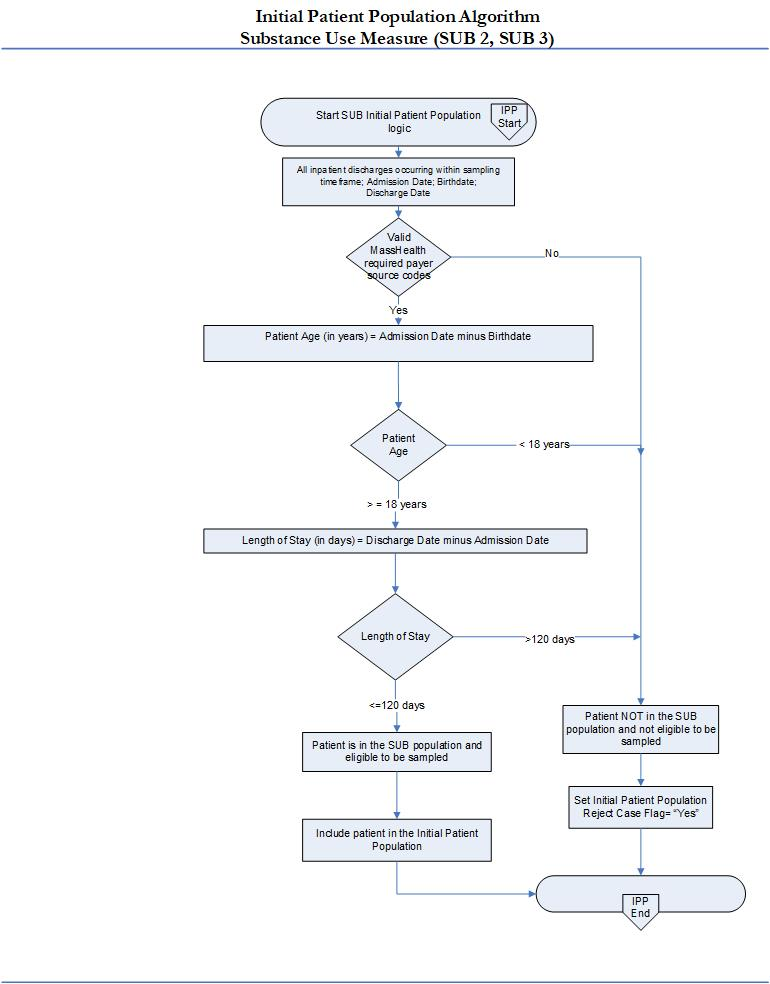 Initial Patient Population Algorithm
Substance Use Measure (SUB 2, SUB 3)
Start SUB Initial Patient Population
logic
IPP
Start
All inpatient discharges occurring within sampling
timeframe; Admission Date; Birthdate;
Discharge Date
Valid
MassHealth
required payer
source codes
No
Yes
Patient Age (in years) = Admission Date minus Birthdate
Patient
Age
< 18 years
> = 18 years
Length of Stay (in days) = Discharge Date minus Admission Date
Length of Stay
>120 days
<=120 days
Patient is in the SUB population and
eligible to be sampled
Patient NOT in the SUB
population and not eligible to be
sampled
Set Initial Patient Population
Reject Case Flag= “Yes”
Include patient in the Initial Patient
Population
IPP
End